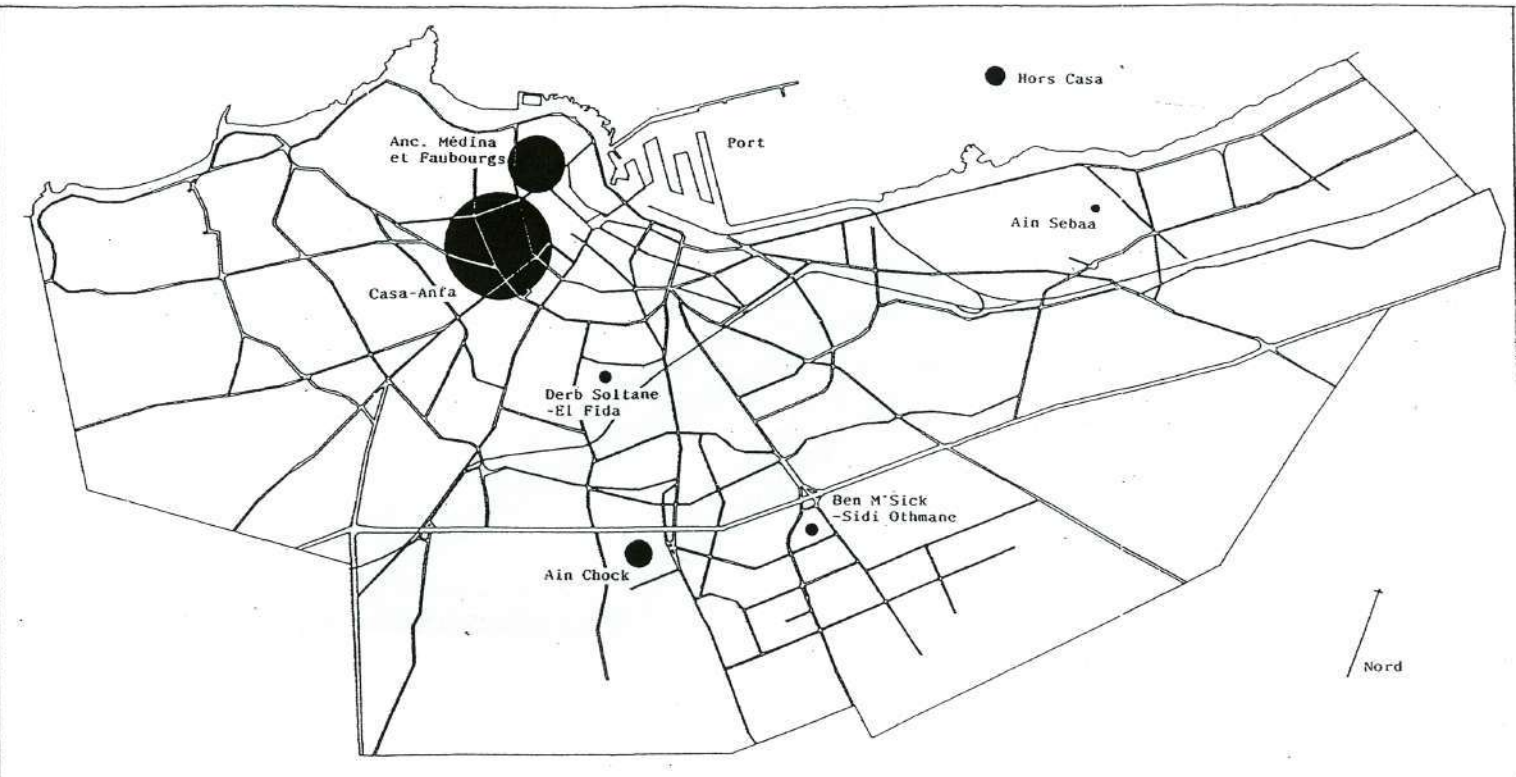 Hors Casa
Anc. Médina
et Faubourgs
Port
Ain Sebaa
Casa-Anfa
Derb Soltane
-El Fida
Ben M'Sick
-Sidi Othmane
Ain Chock
Nord